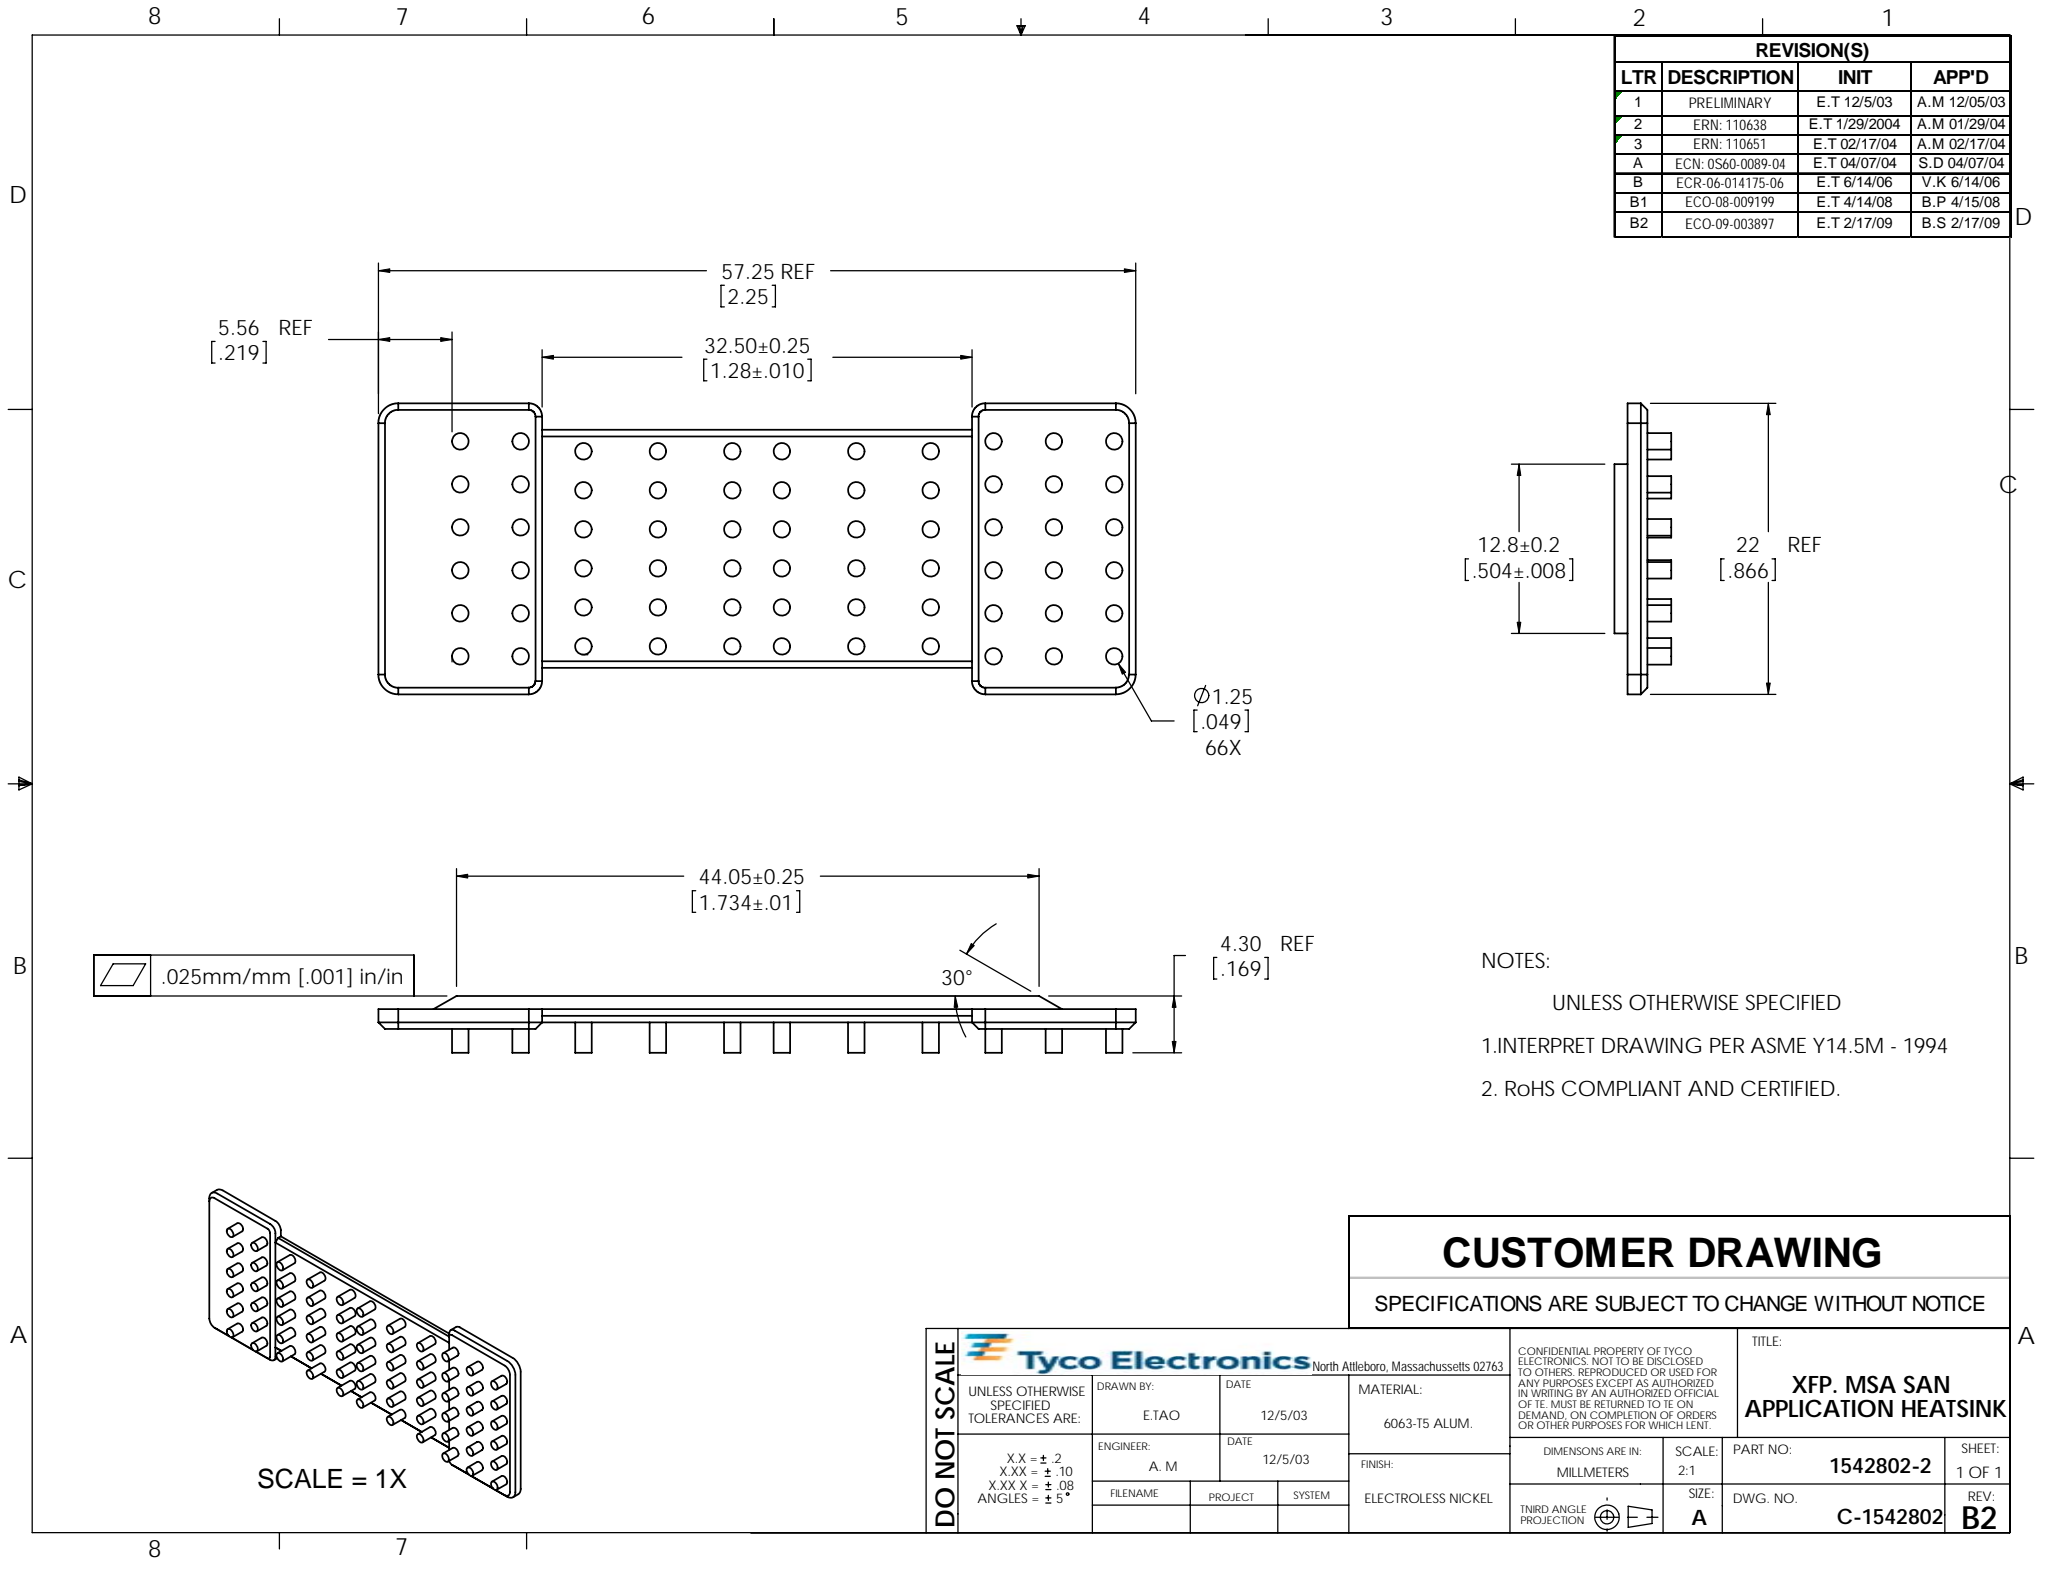 8 7 6 5 4 3 2 1
REVISION(S)
LTR DESCRIPTION INIT APP'D
1 PRELIMINARY E.T 12/5/03 A.M 12/05/03
2 ERN: 110638 E.T 1/29/2004 A.M 01/29/04
3 ERN: 110651 E.T 02/17/04 A.M 02/17/04
A ECN: 0S60-0089-04 E.T 04/07/04 S.D 04/07/04
B ECR-06-014175-06 E.T 6/14/06 V.K 6/14/06
B1 ECO-08-009199 E.T 4/14/08 B.P 4/15/08
B2 ECO-09-003897 E.T 2/17/09 B.S 2/17/09
D D
57.25 REF
[2.25]
5.56 REF
[.219]
32.50±0.25
[1.28±.010]
C
12.8±0.2
[.504±.008]
22 REF
[.866]
C
Ø1.25
[.049]
66X
44.05±0.25
[1.734±.01]
4.30 REF
[.169]
30°
B B
.025mm/mm [.001] in/in
NOTES:
UNLESS OTHERWISE SPECIFIED
1.INTERPRET DRAWING PER ASME Y14.5M - 1994
2. RoHS COMPLIANT AND CERTIFIED.
SCALE = 1X
A A
CUSTOMER DRAWING
SPECIFICATIONS ARE SUBJECT TO CHANGE WITHOUT NOTICE
DO NOT SCALE
TE
Tyco Electronics North Attleboro, Massachussetts 02763
UNLESS OTHERWISE
SPECIFIED
TOLERANCES ARE:
X.X = ± .2
X.XX = ± .10
X.XX X = ± .08
ANGLES = ± 5°
DRAWN BY:
E.TAO
DATE
12/5/03
ENGINEER:
A. M
DATE
12/5/03
FILENAME PROJECT SYSTEM
MATERIAL:
6063-T5 ALUM.
FINISH:
ELECTROLESS NICKEL
CONFIDENTIAL PROPERTY OF TYCO
ELECTRONICS. NOT TO BE DISCLOSED
TO OTHERS. REPRODUCED OR USED FOR
ANY PURPOSES EXCEPT AS AUTHORIZED
IN WRITING BY AN AUTHORIZED OFFICIAL
OF TE. MUST BE RETURNED TO TE ON
DEMAND, ON COMPLETION OF ORDERS
OR OTHER PURPOSES FOR WHICH LENT.
TITLE:
XFP. MSA SAN
APPLICATION HEATSINK
DIMENSONS ARE IN:
MILLMETERS
SCALE:
2:1
PART NO:
1542802-2
SHEET:
1 OF 1
TNIRD ANGLE
PROJECTION
SIZE:
A
DWG. NO.
C-1542802
REV:
B2
8 7